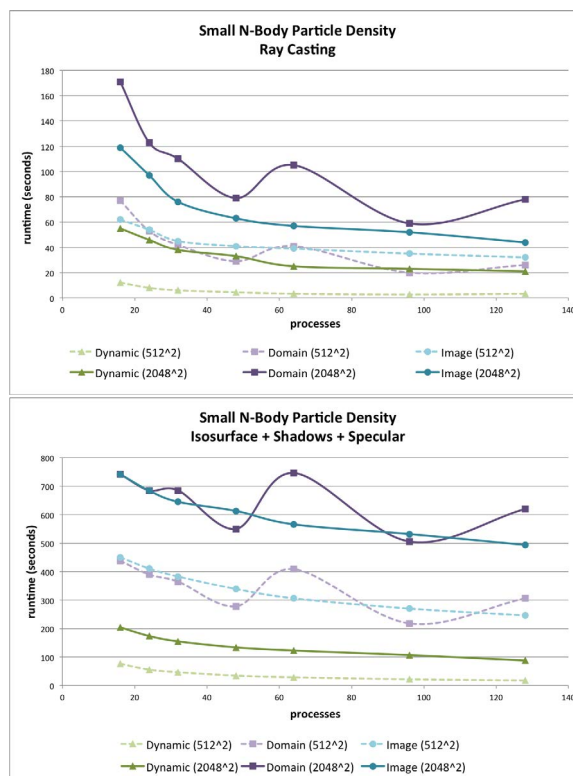 Small N-Body Particle Density
Ray Casting
180
160
140
120
100
80
60
40
20
0
runtime (seconds)
0 20 40 60 80 100 120 140
processes
Dynamic (512^2) Domain (512^2) Image (512^2)
Dynamic (2048^2) Domain (2048^2) Image (2048^2)
Small N-Body Particle Density
Isosurface + Shadows + Specular
800
700
600
500
400
300
200
100
0
runtime (seconds)
0 20 40 60 80 100 120 140
processes
Dynamic (512^2) Domain (512^2) Image (512^2)
Dynamic (2048^2) Domain (2048^2) Image (2048^2)